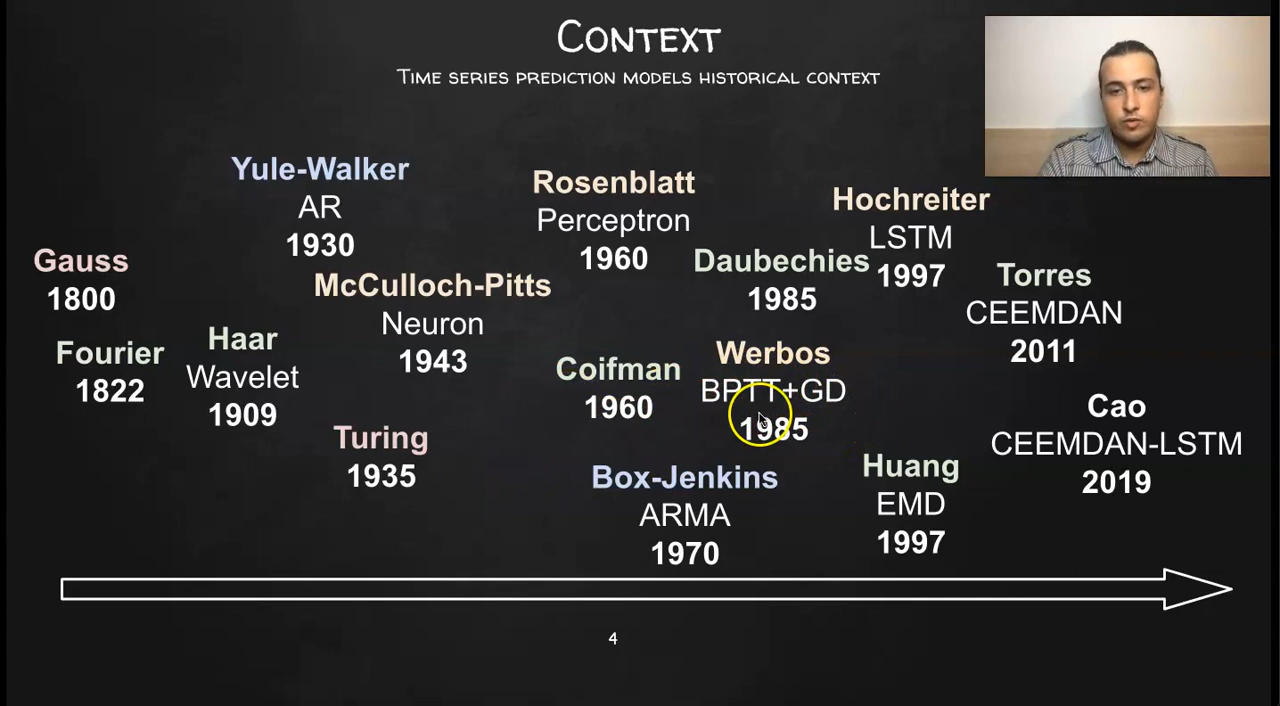 Context
Time series prediction models historical context
Gauss
1800
Fourier
1822
Haar
Wavelet
1909
Yule-Walker
AR
1930
McCulloch-Pitts
Neuron
1943
Turing
1935
Rosenblatt
Perceptron
1960
Coifman
1960
Box-Jenkins
ARMA
1970
Daubechies
1985
Werbos
BPTT+GD
1985
Hochreiter
LSTM
1997
Huang
EMD
1997
Torres
CEEMDAN
2011
Cao
CEEMDAN-LSTM
2019
4